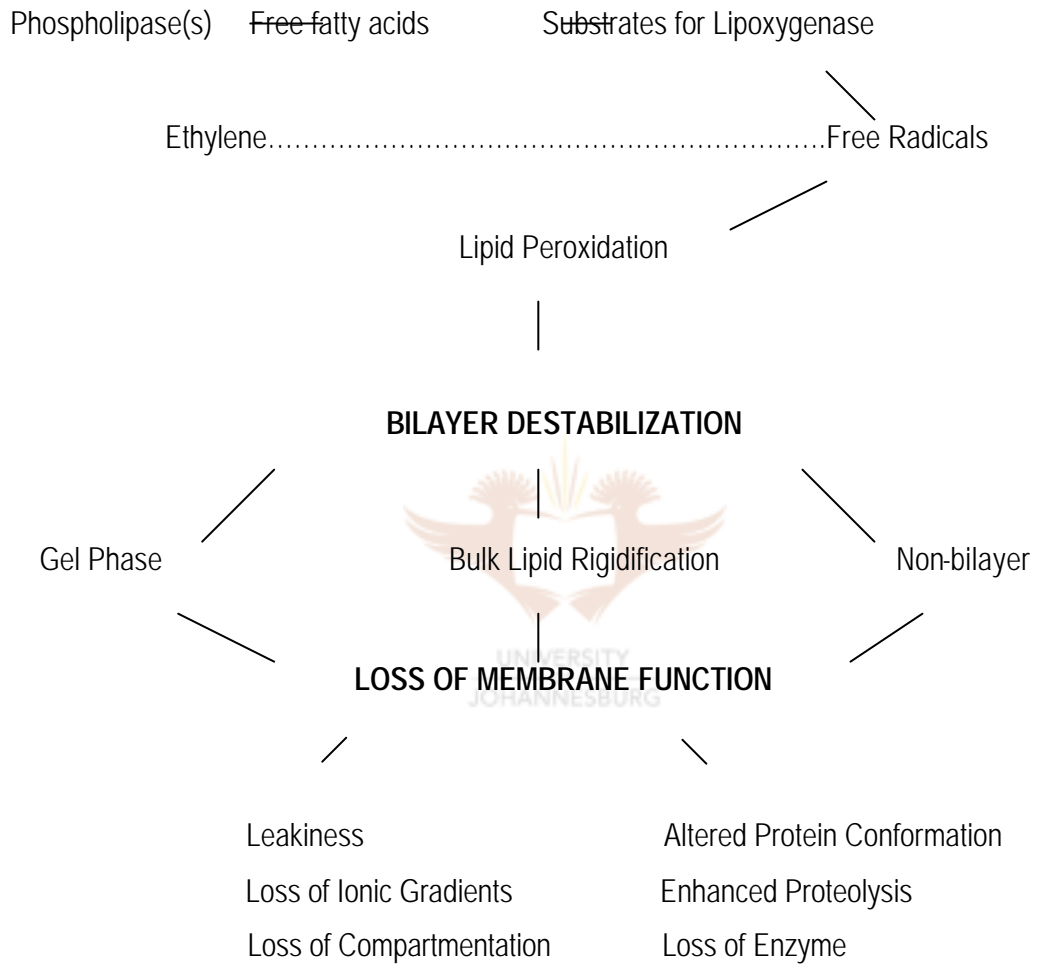 Phospholipase(s) Free fatty acids Substrates for Lipoxygenase
Ethylene……………………………………………………….Free Radicals
Lipid Peroxidation
BILAYER DESTABILIZATION
Gel Phase Bulk Lipid Rigidification Non-bilayer
UNIVERSITY
LOSS OF MEMBRANE FUNCTION
JOHANNESBURG
Leakiness Altered Protein Conformation
Loss of Ionic Gradients Enhanced Proteolysis
Loss of Compartmentation Loss of Enzyme